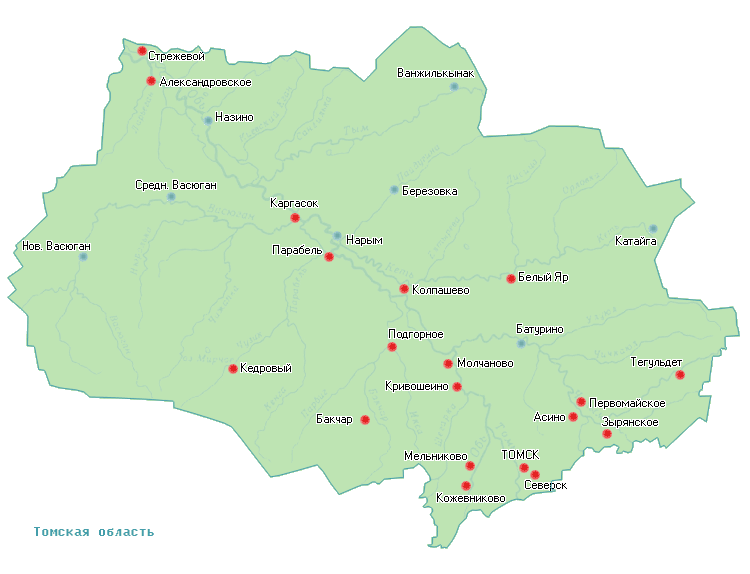 Стрежевой
Ванжилькынак
Александровское
Назино
Тым
Средн. Васюган
Березовка
Каргасок
Нарым
Катайга
Нов. Васюган
Парабель
Белый Яр
Колпашево
Батурино
Подгорное
Молчаново
Тегульдет
Кедровый
Кривошеино
Первомайское
Бакчар
Асино
Зырянское
Мельниково
ТОМСК
Северск
Кожевниково
Томская область